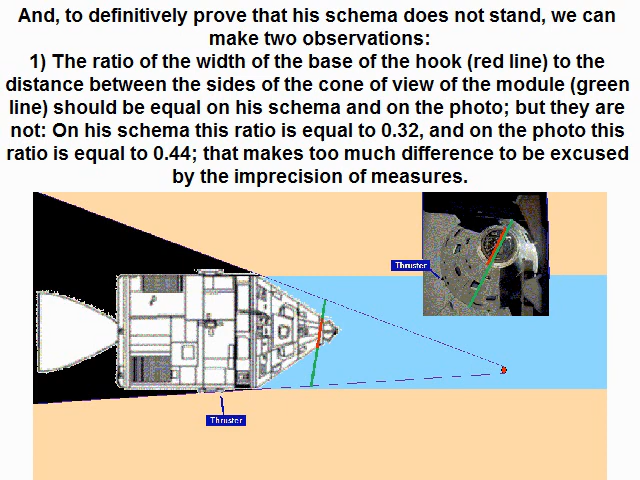 And, to definitively prove that his schema does not stand, we can
make two observations:
1) The ratio of the width of the base of the hook (red line) to the
distance between the sides of the cone of view of the module (green
line) should be equal on his schema and on the photo; but they are
not: On his schema this ratio is equal to 0.32, and on the photo this
ratio is equal to 0.44; that makes too much difference to be excused
by the imprecision of measures.
Thruster
Thruster